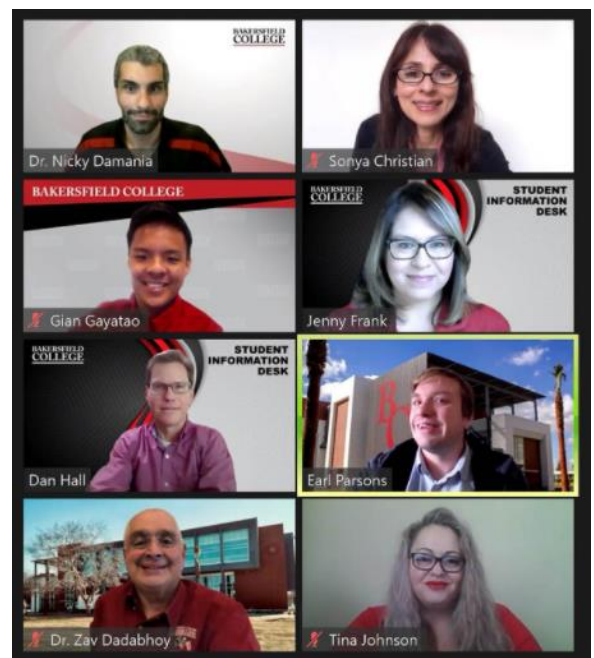 BAKERSFIELD
COLLEGE
Dr. Nicky Damania
Sonya Christian
BAKERSFIELD COLLEGE
Gian Gayatao
BAKERSFIELD
COLLEGE
STUDENT
INFORMATION
DESK
Jenny Frank
BAKERSFIELD
COLLEGE
STUDENT
INFORMATION
DESK
Dan Hall
Earl Parsons
Dr. Zav Dadabhoy
Tina Johnson